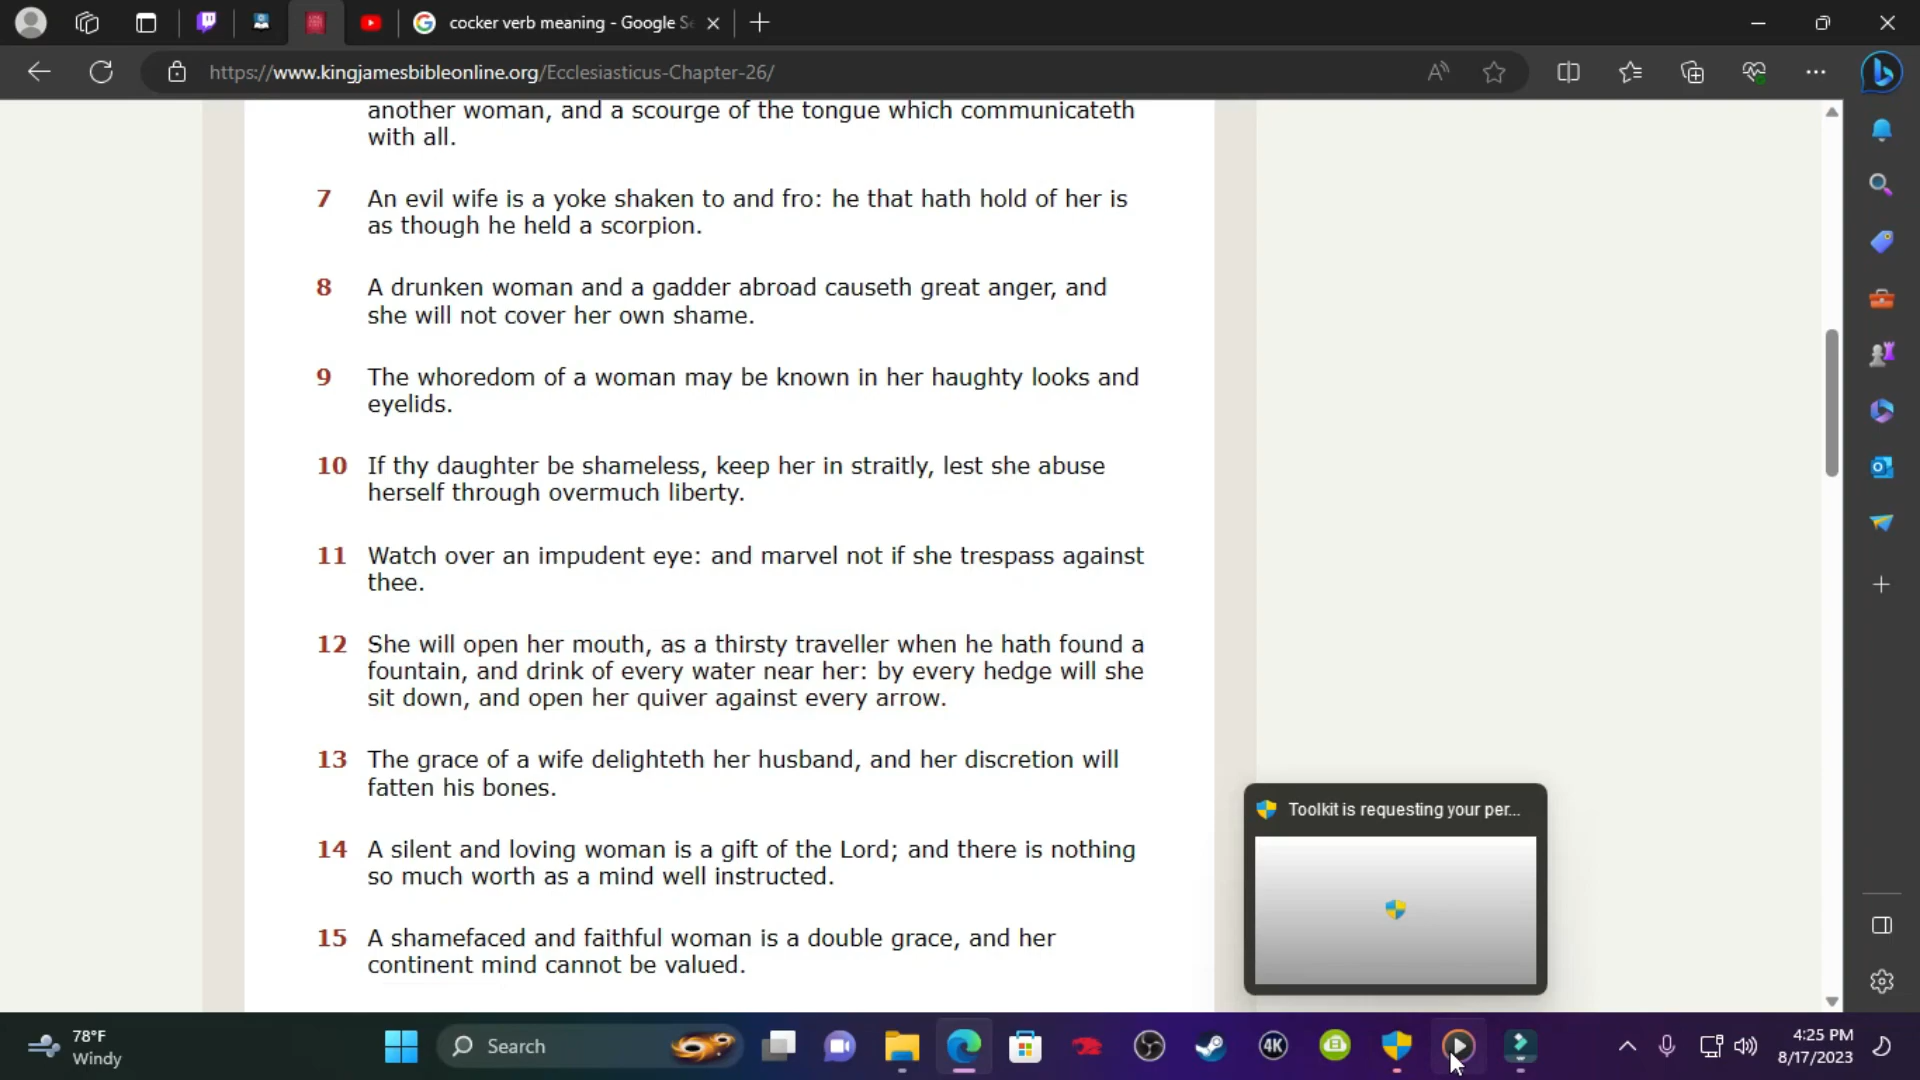 cocker verb meaning - Google Se
https://www.kingjamesbibleonline.org/Ecclesiasticus-Chapter-26/
another woman, and a scourge of the tongue which communicateth
with all.
7 An evil wife is a yoke shaken to and fro: he that hath hold of her is
as though he held a scorpion.
8 A drunken woman and a gadder abroad causeth great anger, and
she will not cover her own shame.
9 The whoredom of a woman may be known in her haughty looks and
eyelids.
10 If thy daughter be shameless, keep her in straitly, lest she abuse
herself through overmuch liberty.
11 Watch over an impudent eye: and marvel not if she trespass against
thee.
12 She will open her mouth, as a thirsty traveller when he hath found a
fountain, and drink of every water near her: by every hedge will she
sit down, and open her quiver against every arrow.
13 The grace of a wife delighteth her husband, and her discretion will
fatten his bones.
14 A silent and loving woman is a gift of the Lord; and there is nothing
so much worth as a mind well instructed.
15 A shamefaced and faithful woman is a double grace, and her
continent mind cannot be valued.
Toolkit is requesting your per...
78°F
Windy
Search
4K
4:25 PM
8/17/2023